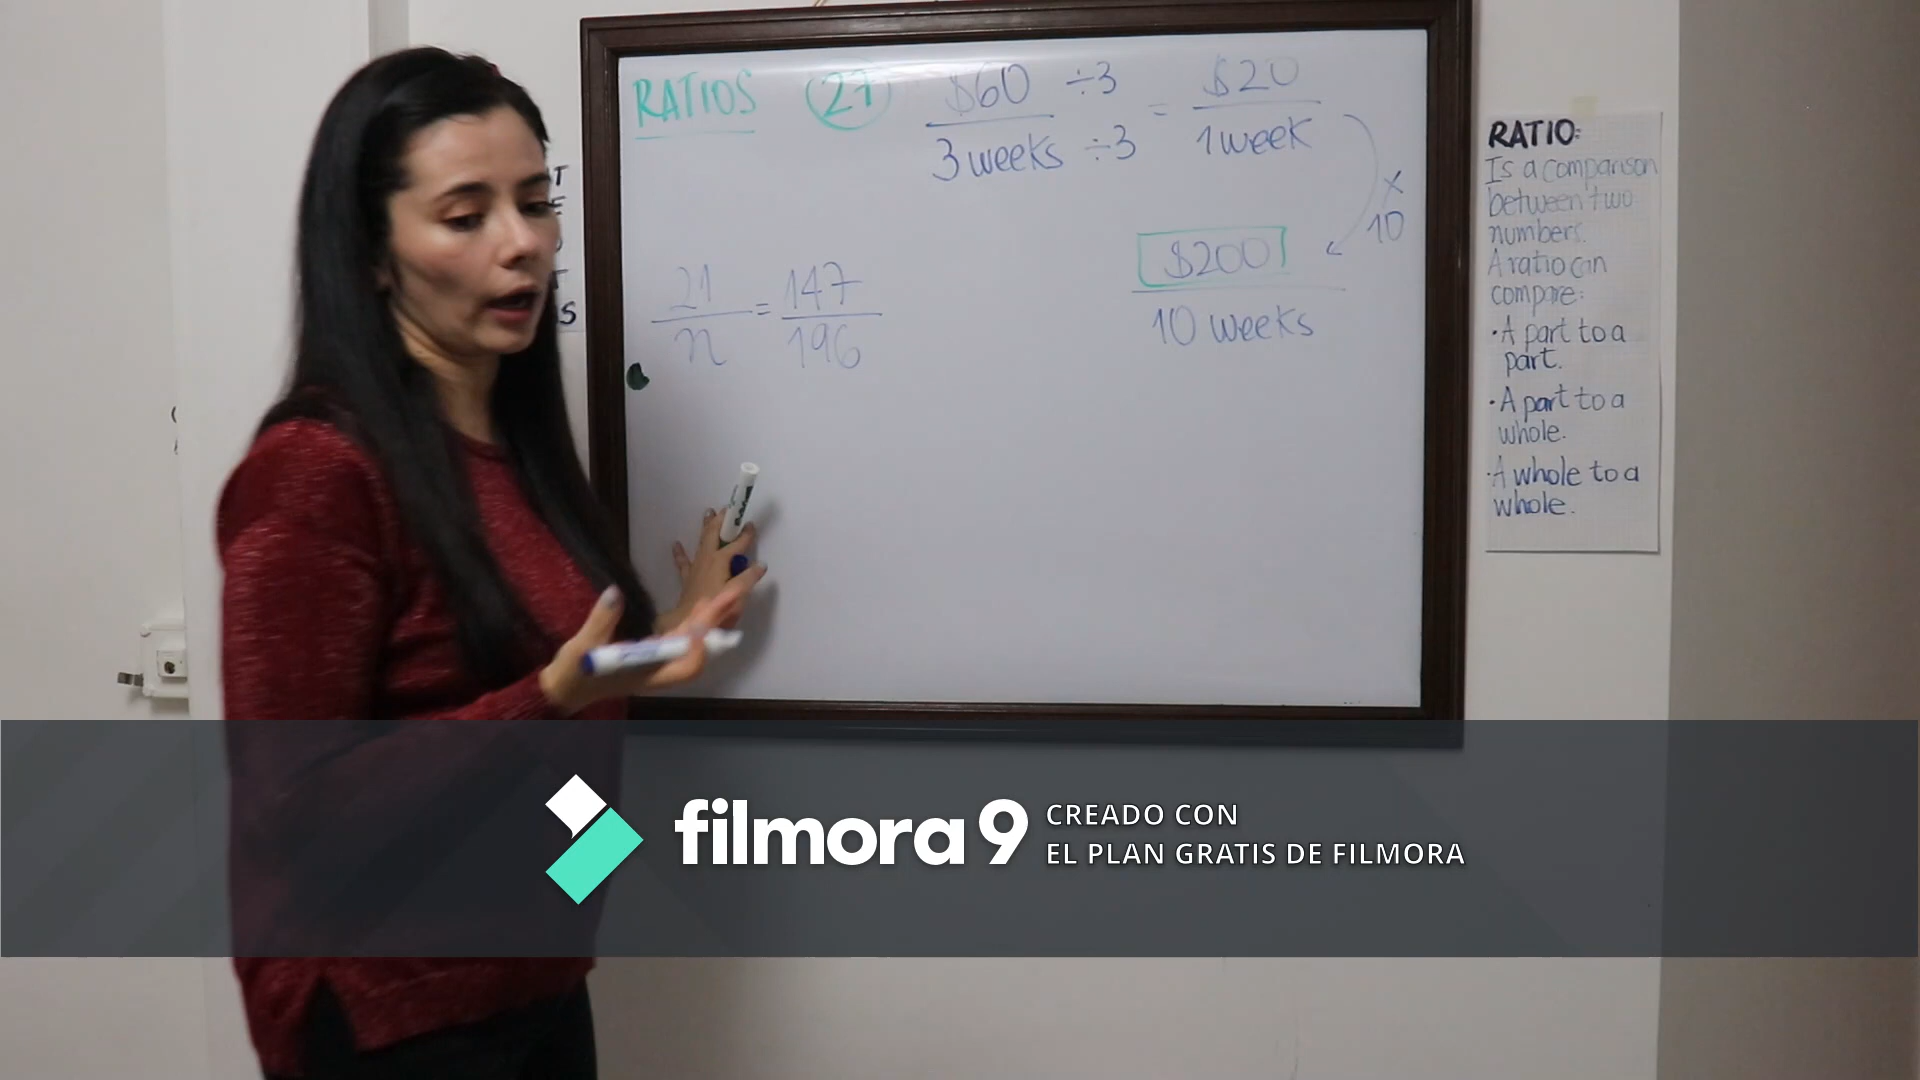 RATIOS 27 $60 ÷3 = $20
3 weeks ÷3 1 week
×
10
$200
10 weeks
21 = 147
n 196
RATIO:
Is a comparison
between two
numbers.
A ratio can
compare:
·A part to a
part.
·A part to a
whole.
·A whole to a
whole.
filmora 9 CREADO CON
EL PLAN GRATIS DE FILMORA